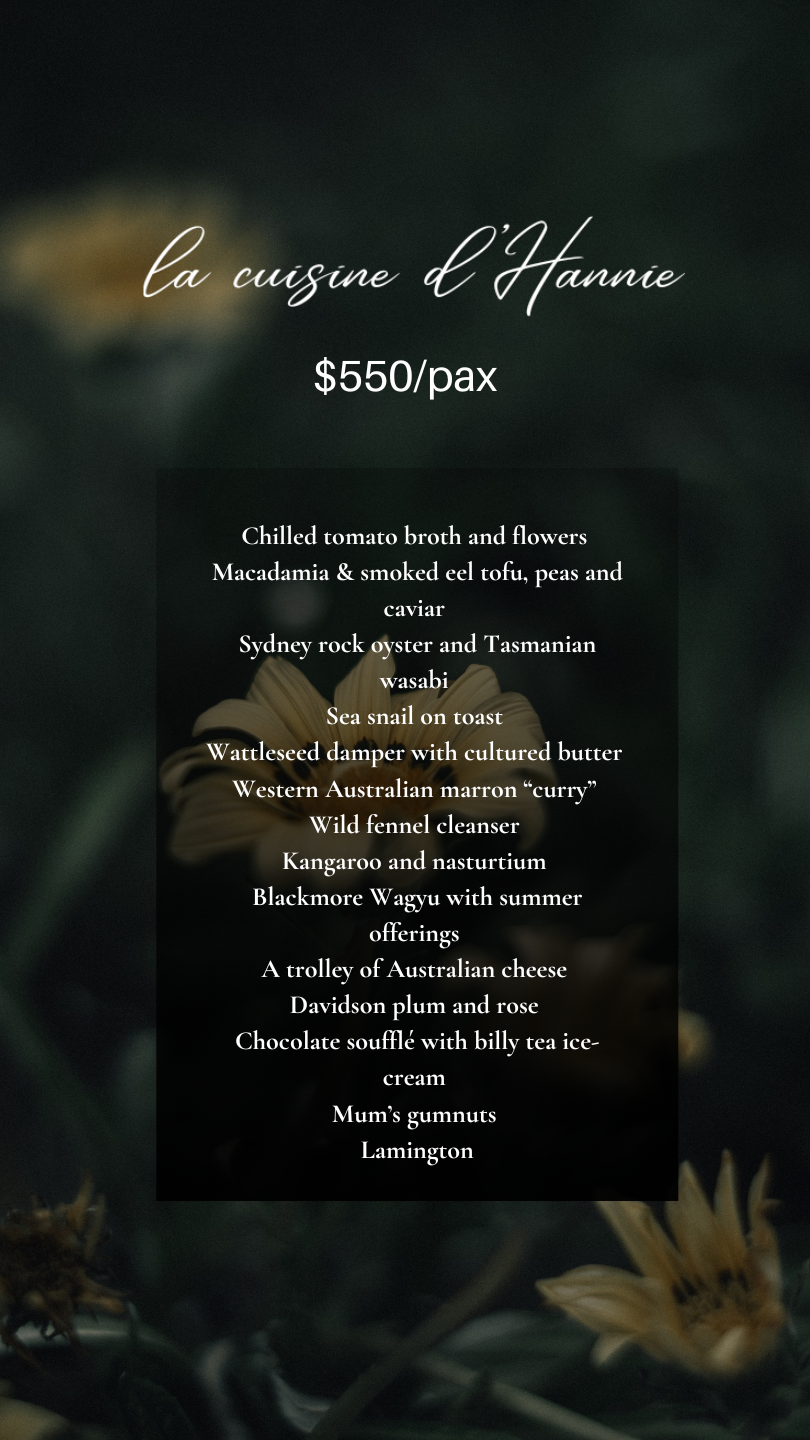 la cuisine d'Hannie
$550/pax
Chilled tomato broth and flowers
Macadamia & smoked eel tofu, peas and
caviar
Sydney rock oyster and Tasmanian
wasabi
Sea snail on toast
Wattleseed damper with cultured butter
Western Australian marron “curry”
Wild fennel cleanser
Kangaroo and nasturtium
Blackmore Wagyu with summer
offerings
A trolley of Australian cheese
Davidson plum and rose
Chocolate soufflé with billy tea ice-
cream
Mum’s gumnuts
Lamington